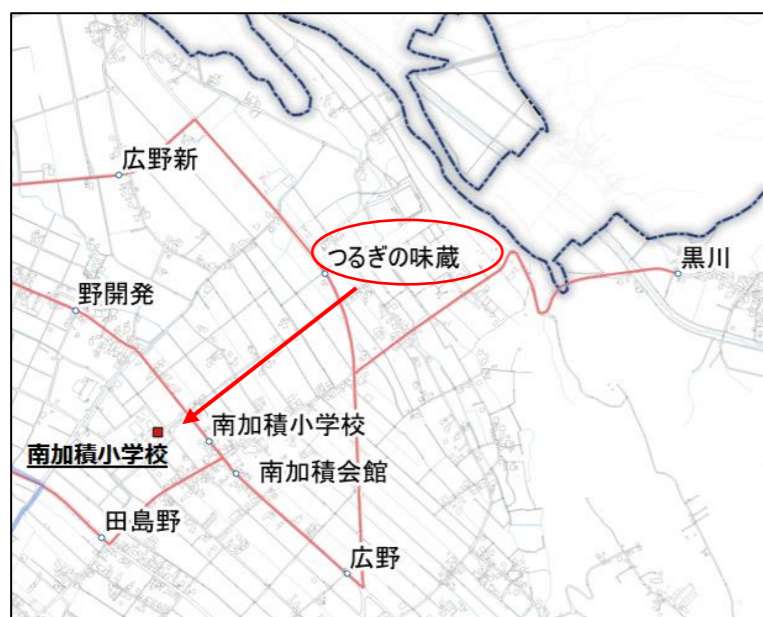 広野新
つるぎの味蔵
黒川
野開発
南加積小学校
南加積小学校
南加積会館
田島野
広野